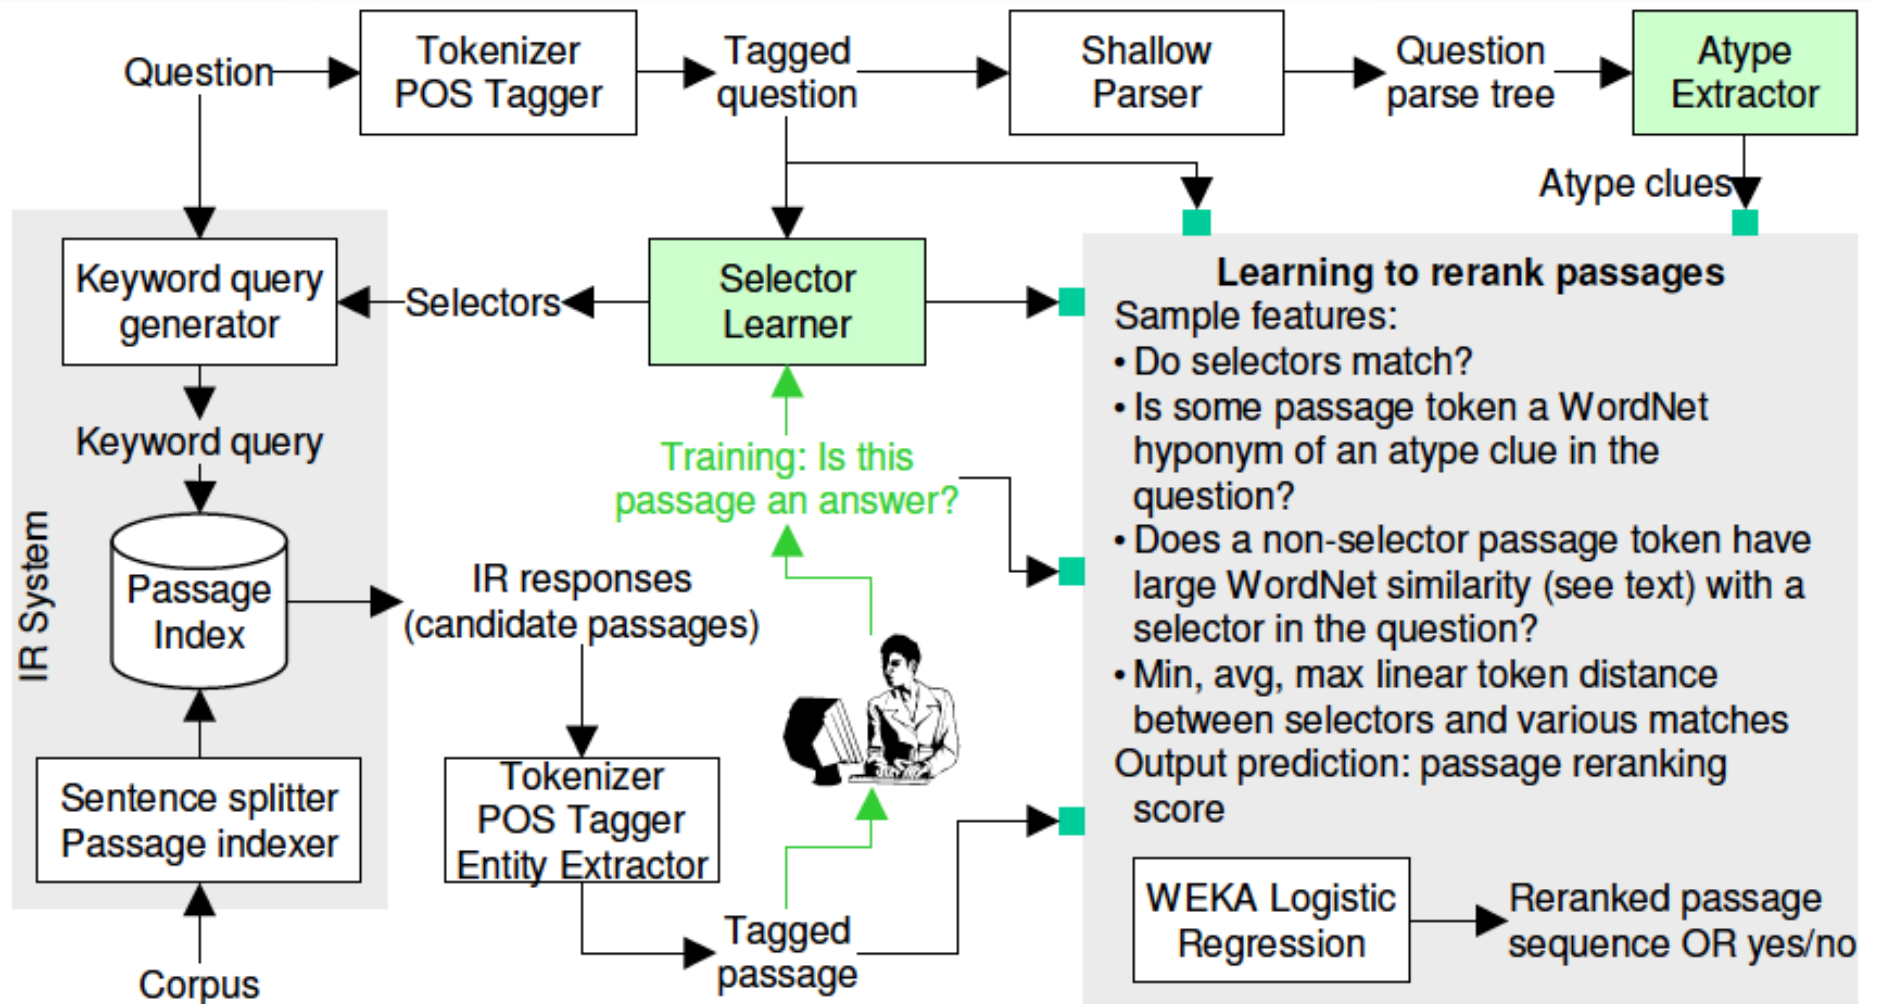 Question
Tokenizer
POS Tagger
Tagged
question
Shallow
Parser
Question
parse tree
Atype
Extractor
Atype clues
Keyword query
generator
Selectors
Selector
Learner
Keyword query
Passage
Index
IR System
Sentence splitter
Passage indexer
Corpus
Training: Is this
passage an answer?
IR responses
(candidate passages)
Tokenizer
POS Tagger
Entity Extractor
Tagged
passage
Learning to rerank passages
Sample features:
• Do selectors match?
• Is some passage token a WordNet
hyponym of an atype clue in the
question?
• Does a non-selector passage token have
large WordNet similarity (see text) with a
selector in the question?
• Min, avg, max linear token distance
between selectors and various matches
Output prediction: passage reranking
score
WEKA Logistic
Regression
Reranked passage
sequence OR yes/no